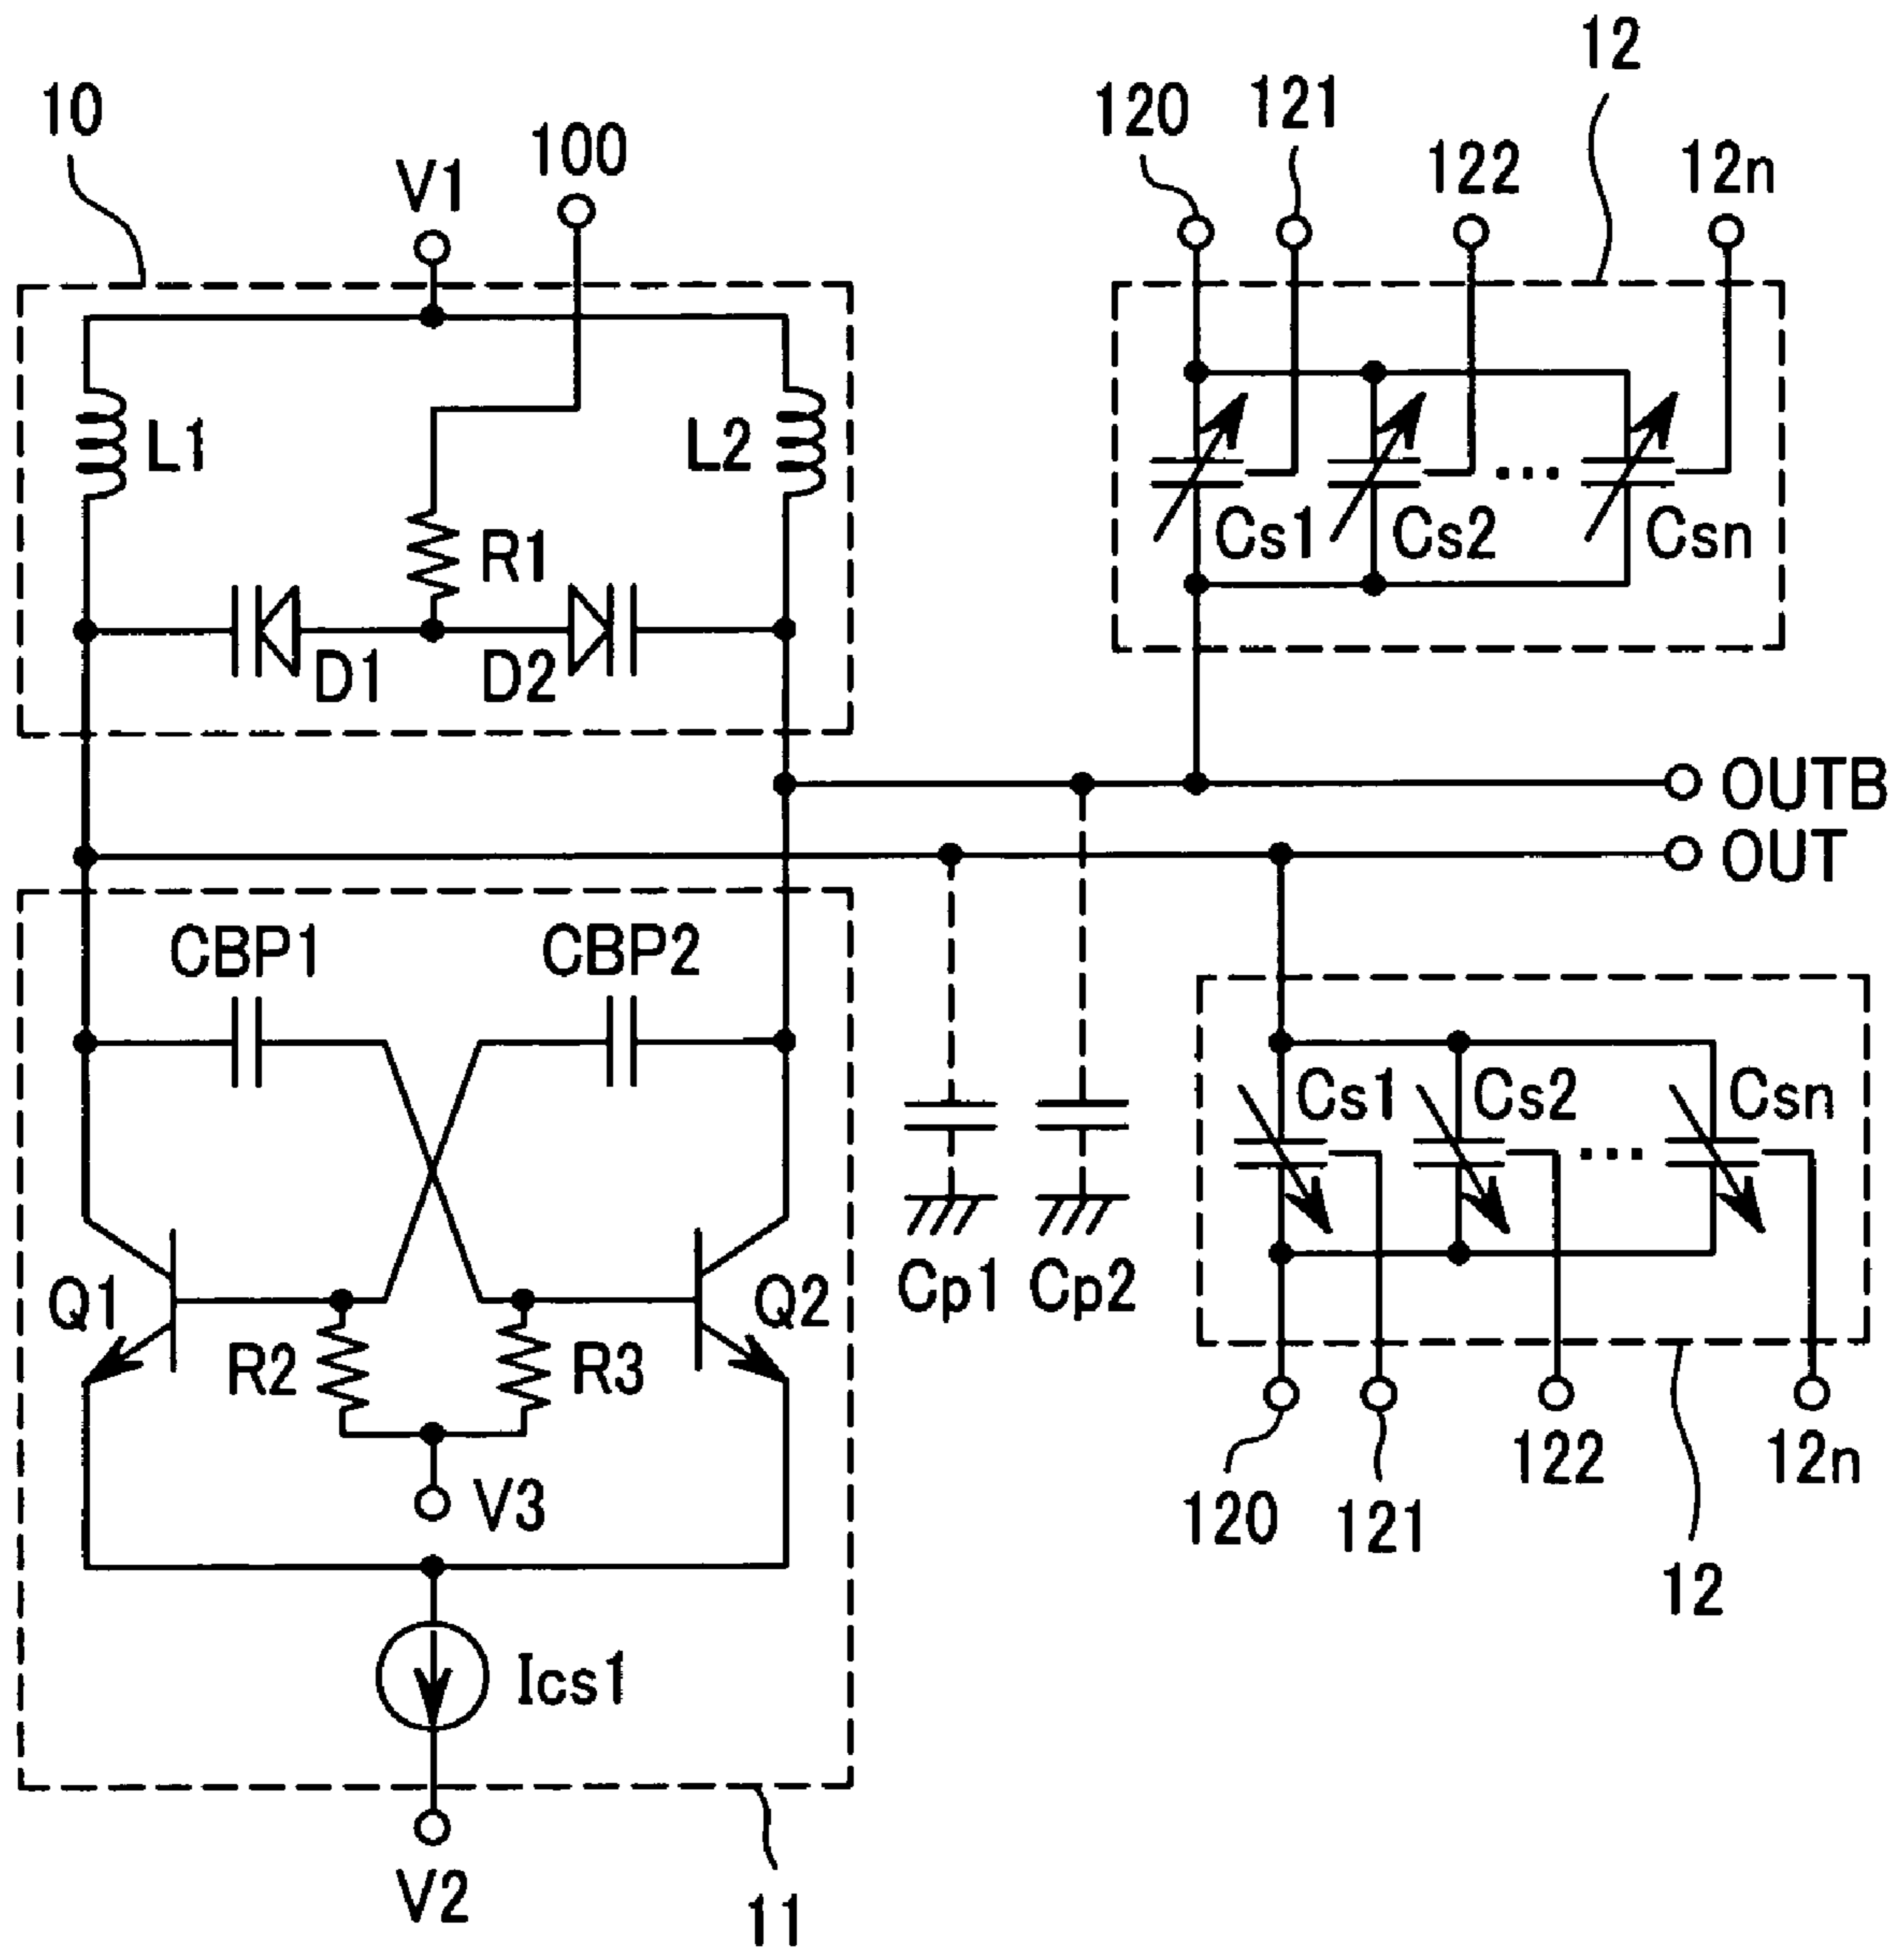 12
10
120
121
100
122
12n
V1
L1
L2
R1
Cs1
Cs2
...
Csn
D1
D2
OUTB
OUT
CBP1
CBP2
Cs1
Cs2
...
Csn
Q1
Q2
Cp1
Cp2
R2
R3
V3
122
12n
120
121
12
Ics1
V2
11